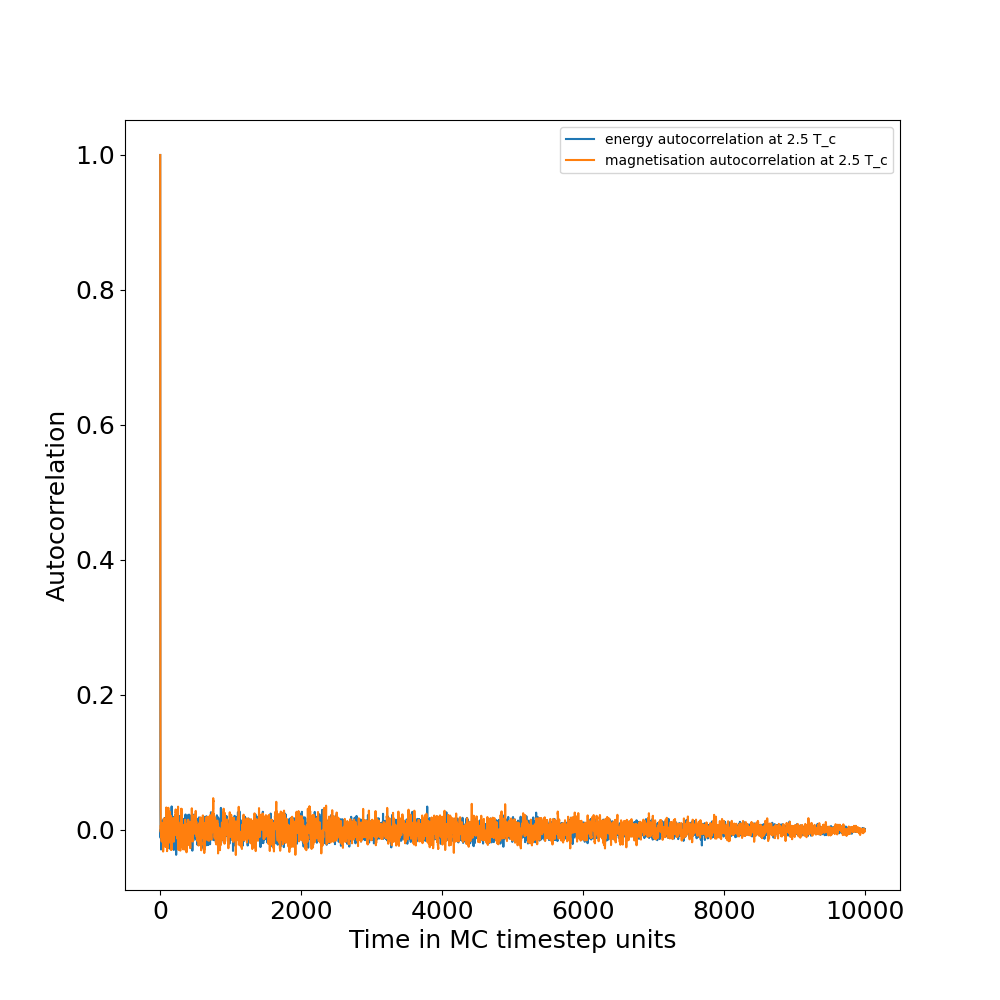 energy autocorrelation at 2.5 T_c
magnetisation autocorrelation at 2.5 T_c
1.0
0.8
0.6
0.4
0.2
0.0
Autocorrelation
0 2000 4000 6000 8000 10000
Time in MC timestep units